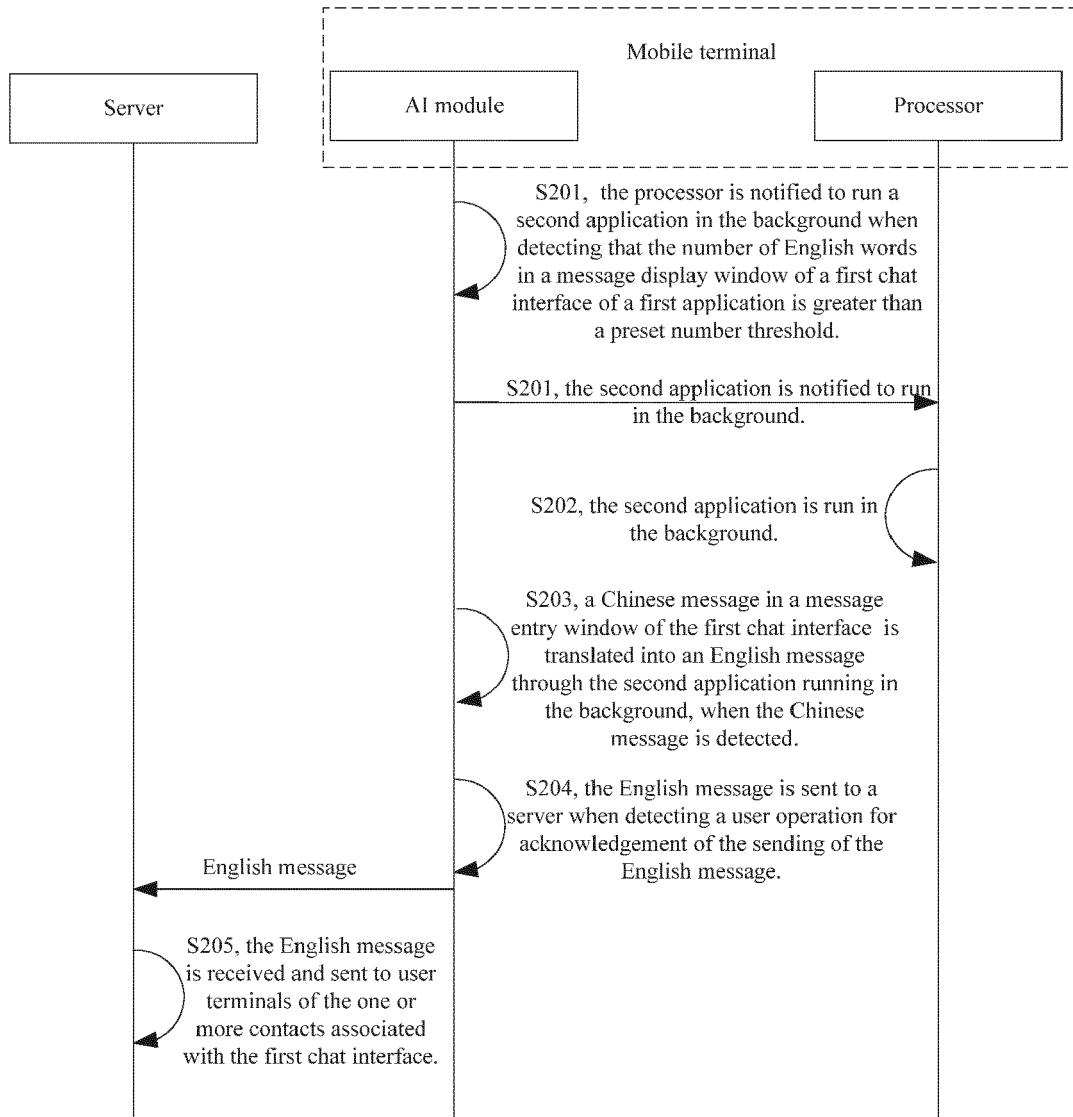 Mobile terminal
Server
AI module
Processor
S201, the processor is notified to run a
second application in the background when
detecting that the number of English words
in a message display window of a first chat
interface of a first application is greater than
a preset number threshold.
S201, the second application is notified to run
in the background.
S202, the second application is run in
the background.
S203, a Chinese message in a message
entry window of the first chat interface is
translated into an English message
through the second application running in
the background, when the Chinese
message is detected.
S204, the English message is sent to a
server when detecting a user operation for
acknowledgement of the sending of the
English message.
English message
S205, the English message
is received and sent to user
terminals of the one or
more contacts associated
with the first chat interface.